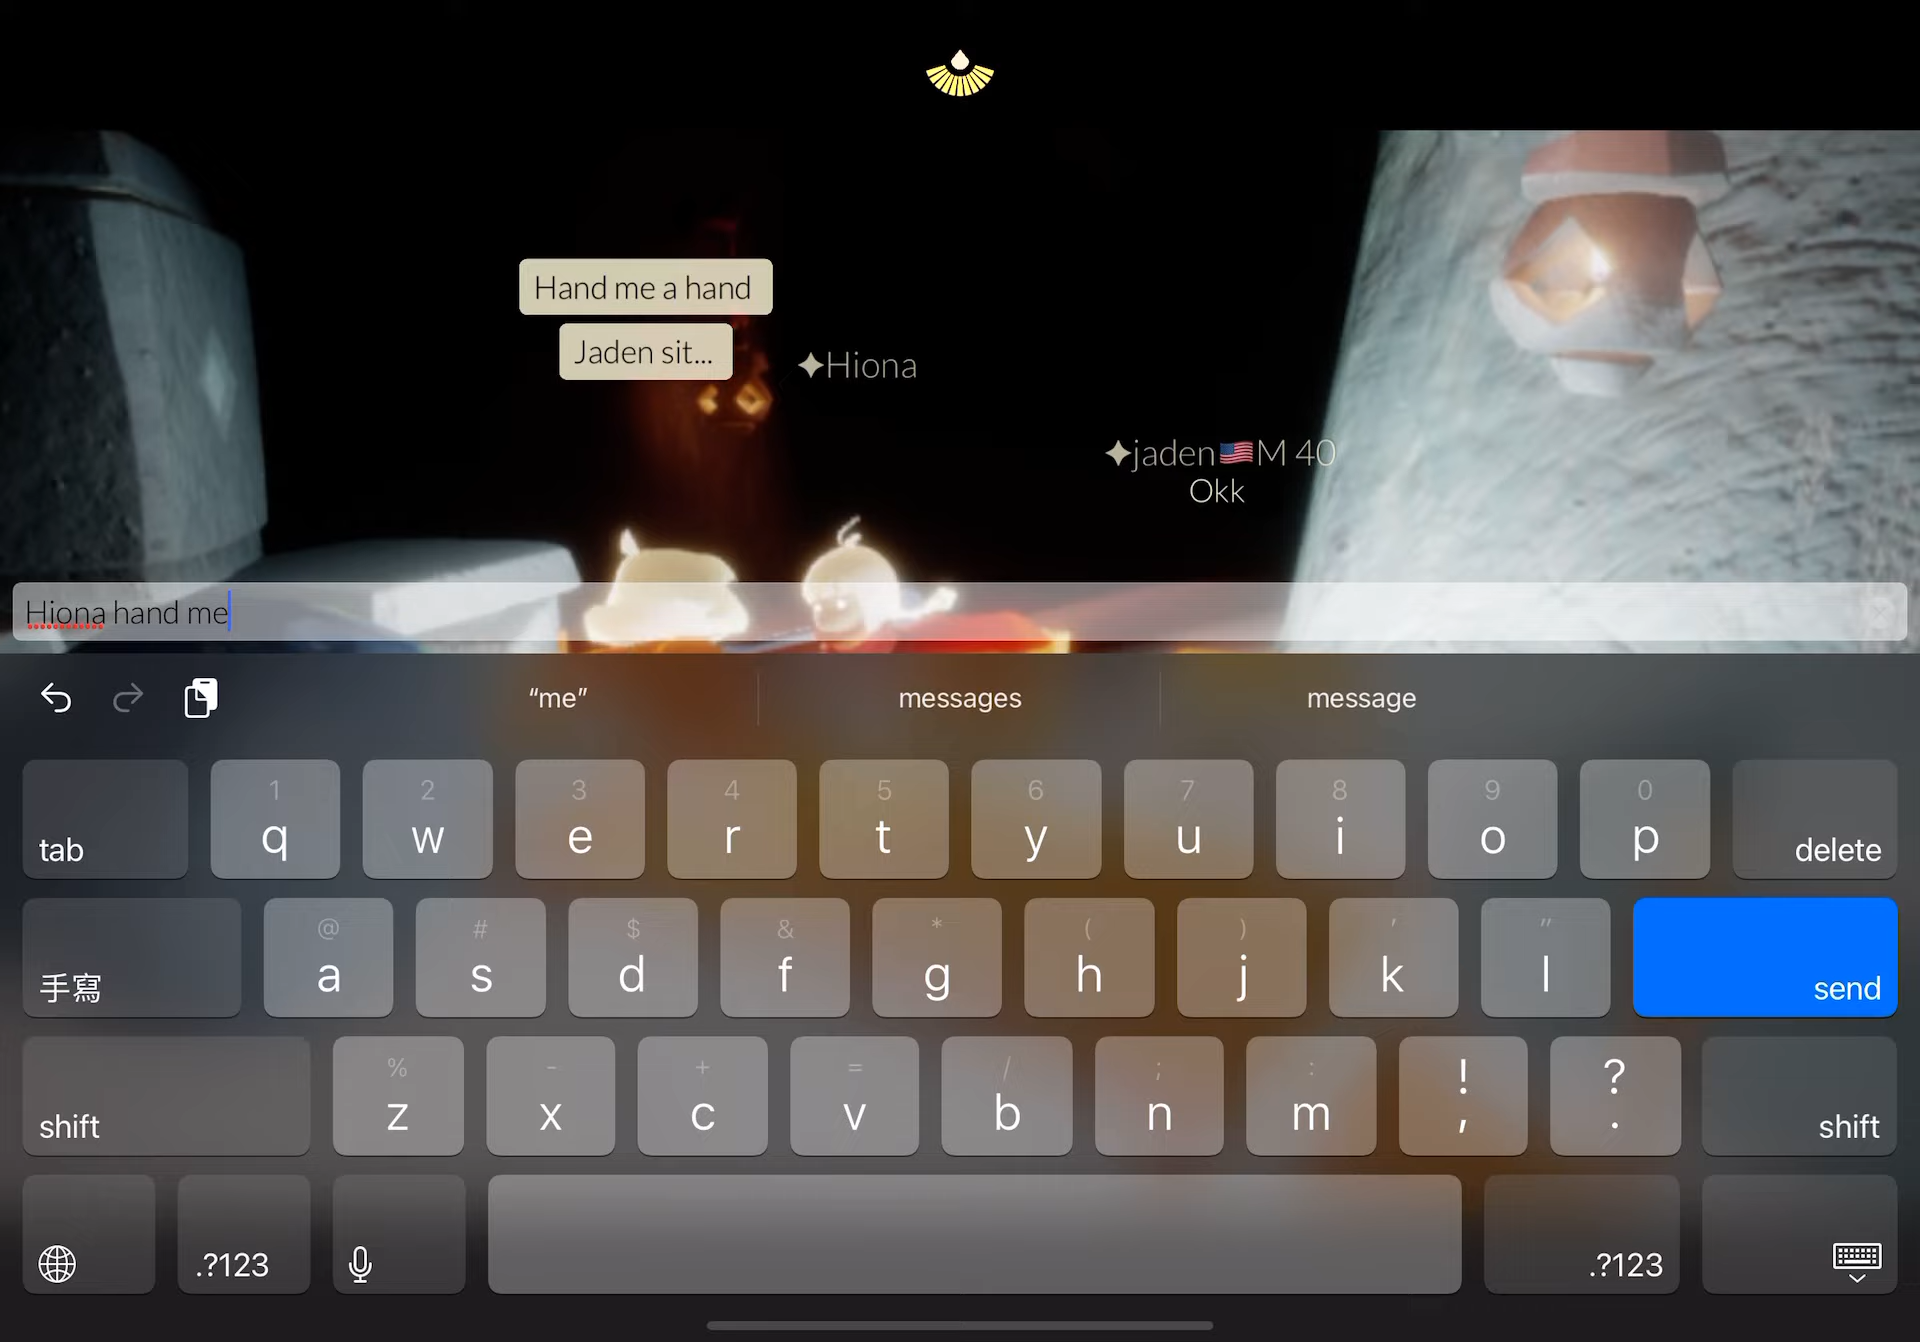 Hand me a hand
Jaden sit...
✦Hiona
✦jaden🇺🇸M 40
Okk
Hiona hand me
“me” messages message
tab 1 q 2 w 3 e 4 r 5 t 6 y 7 u 8 i 9 o 0 p delete
手寫 @ a # s $ d & f * g ( h ) j ' k " l send
shift % z - x + c = v / b ; n : m ! , ? . shift
.?123 .?123